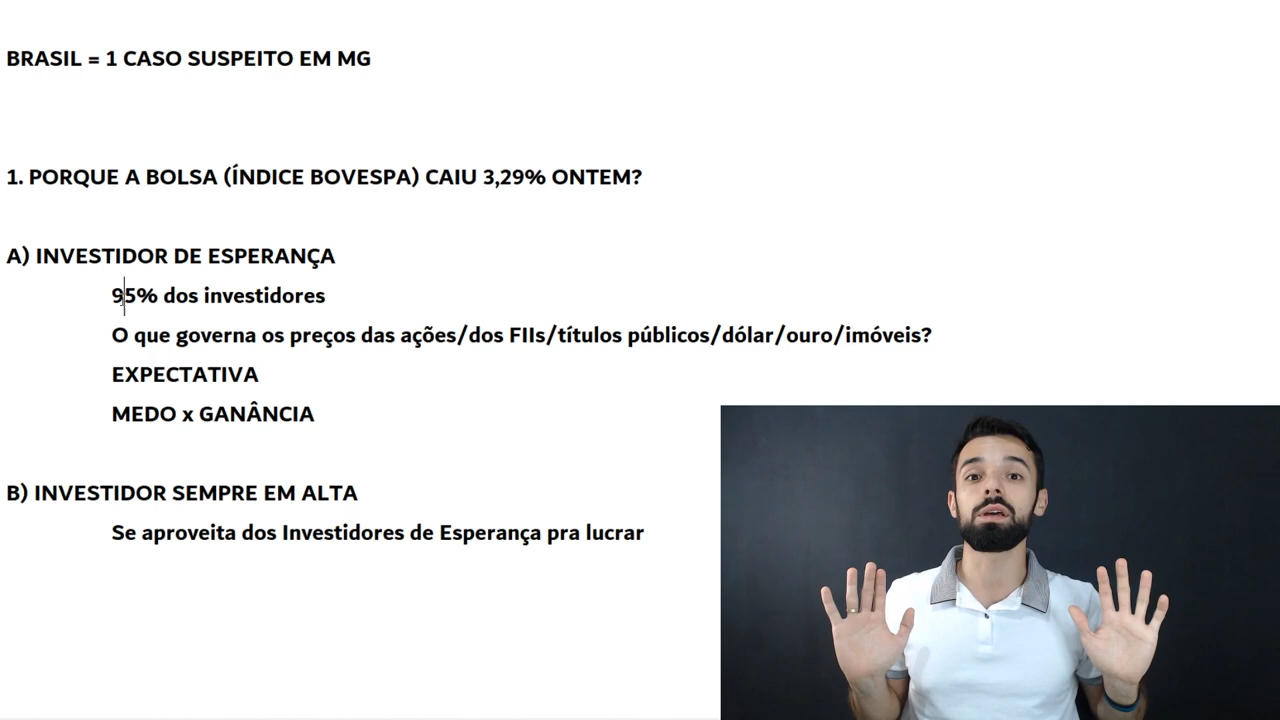 BRASIL = 1 CASO SUSPEITO EM MG
1. PORQUE A BOLSA (ÍNDICE BOVESPA) CAIU 3,29% ONTEM?
A) INVESTIDOR DE ESPERANÇA
95% dos investidores
O que governa os preços das ações/dos FIIs/títulos públicos/dólar/ouro/imóveis?
EXPECTATIVA
MEDO x GANÂNCIA
B) INVESTIDOR SEMPRE EM ALTA
Se aproveita dos Investidores de Esperança pra lucrar